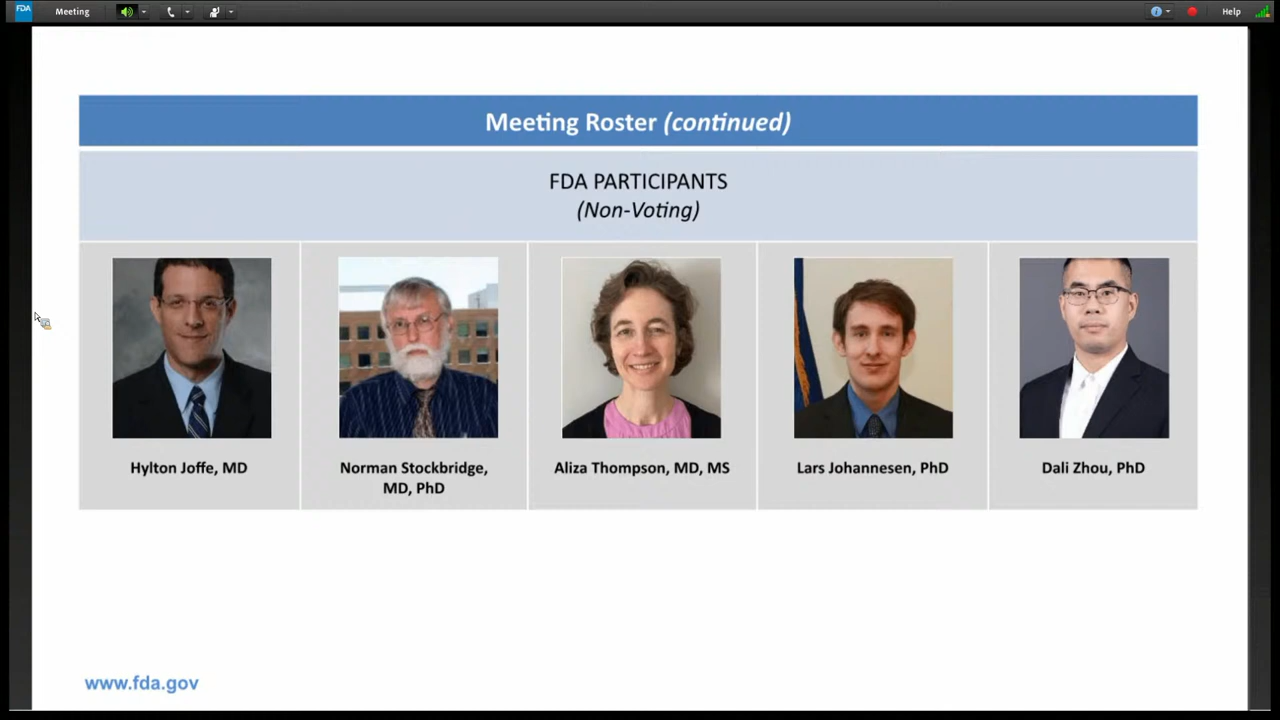 FDA
Meeting
Help
Meeting Roster (continued)
FDA PARTICIPANTS
(Non-Voting)
Hylton Joffe, MD
Norman Stockbridge,
MD, PhD
Aliza Thompson, MD, MS
Lars Johannesen, PhD
Dali Zhou, PhD
www.fda.gov